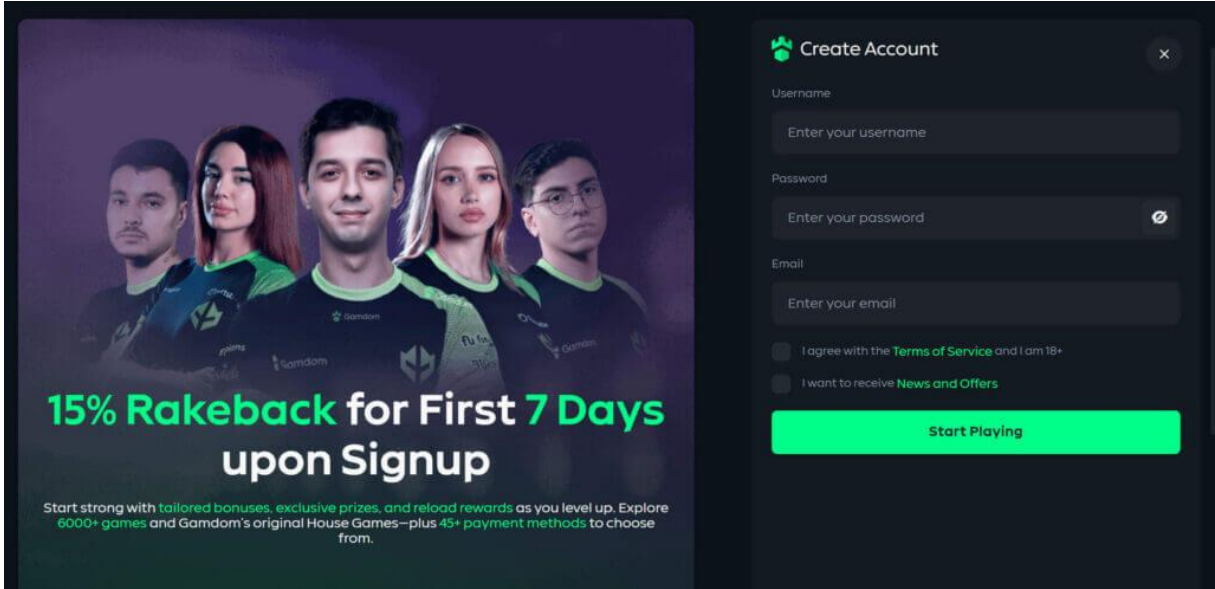 15% Rakeback for First 7 Days
upon Signup
Start strong with tailored bonuses, exclusive prizes, and reload rewards as you level up. Explore
6000+ games and Gamdom's original House Games—plus 45+ payment methods to choose
from.
Gamdom
Gamdom
Gamdom
Create Account
Username
Enter your username
Password
Enter your password
Email
Enter your email
I agree with the Terms of Service and I am 18+
I want to receive News and Offers
Start Playing